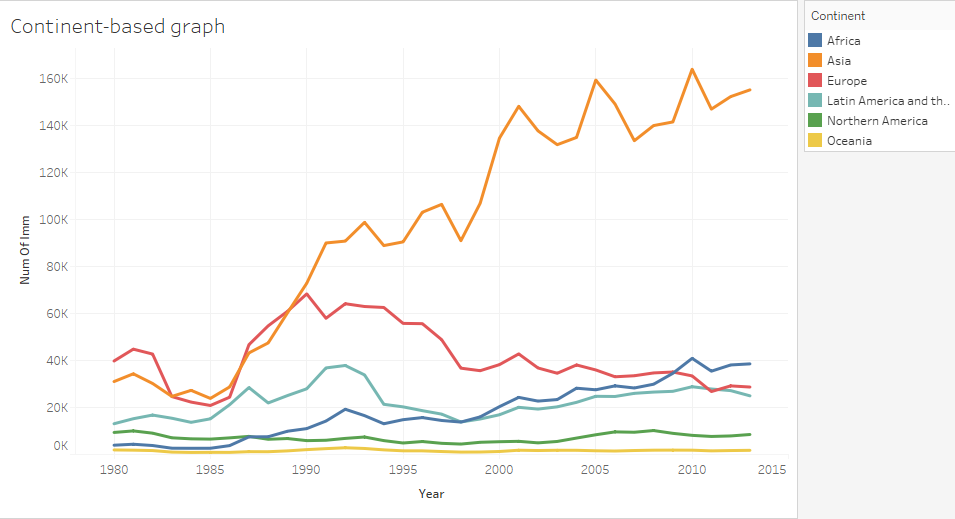 Continent-based graph
Continent
Africa
Asia
Europe
Latin America and th..
Northern America
Oceania
Num Of Imm
160K
140K
120K
100K
80K
60K
40K
20K
0K
1980 1985 1990 1995 2000 2005 2010 2015
Year